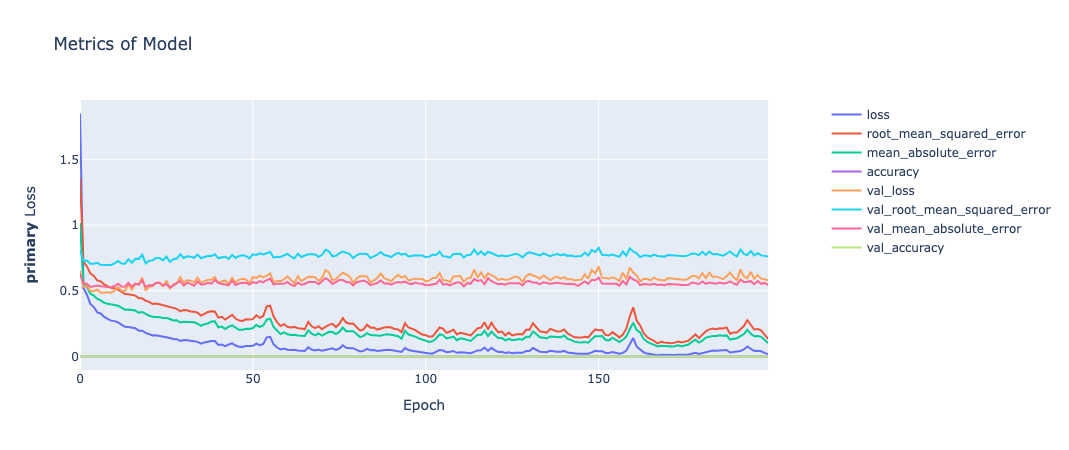 Metrics of Model
primary Loss
1.5
1
0.5
0
0
50
100
150
Epoch
loss
root_mean_squared_error
mean_absolute_error
accuracy
val_loss
val_root_mean_squared_error
val_mean_absolute_error
val_accuracy